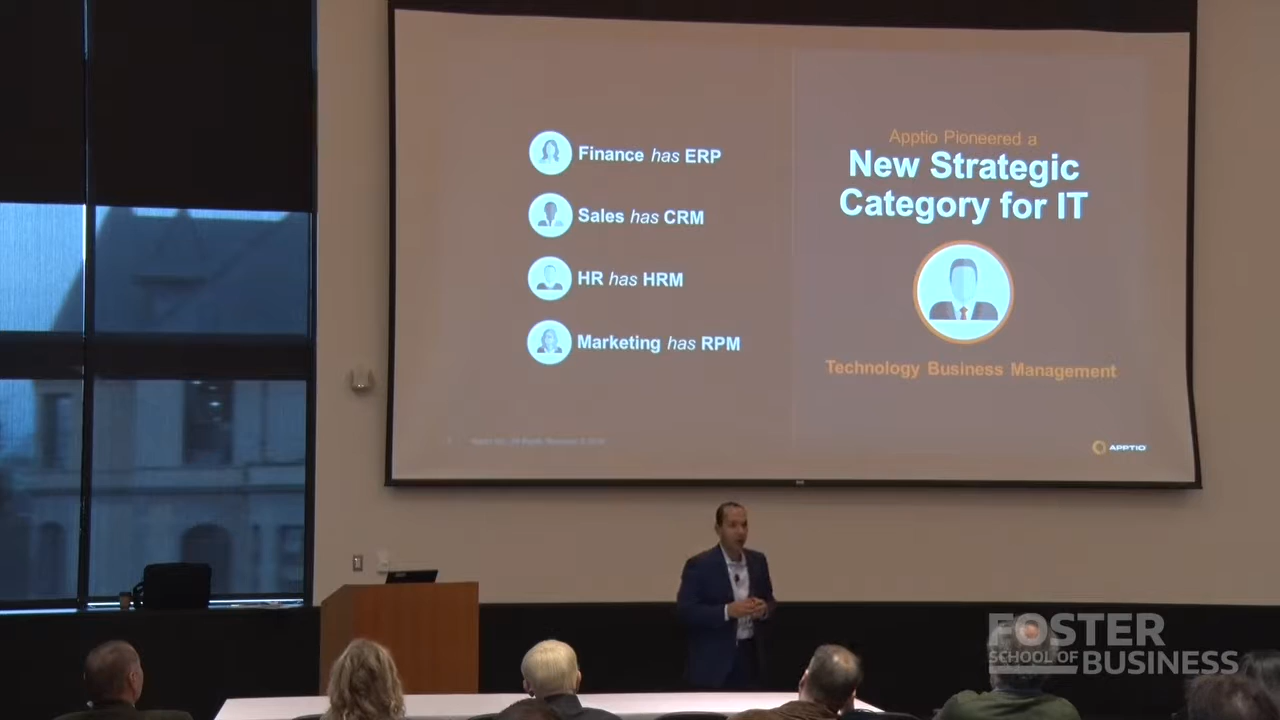 Finance has ERP
Sales has CRM
HR has HRM
Marketing has RPM
Apptio Pioneered a
New Strategic
Category for IT
Technology Business Management
APPTIO
FOSTER
SCHOOL OF BUSINESS